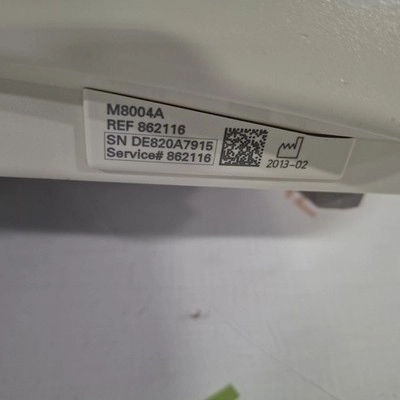 M8004A
REF 862116
SN DE820A7915
Service# 862116
2013-02